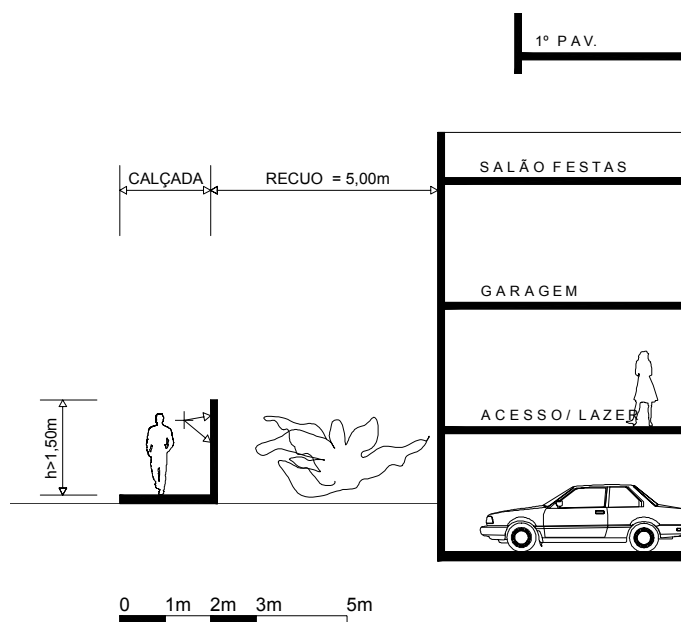 1º PAV.
SALÃO FESTAS
CALÇADA
RECUO = 5,00m
GARAGEM
ACESSO/ LAZER
h>1,50m
0 1m 2m 3m 5m